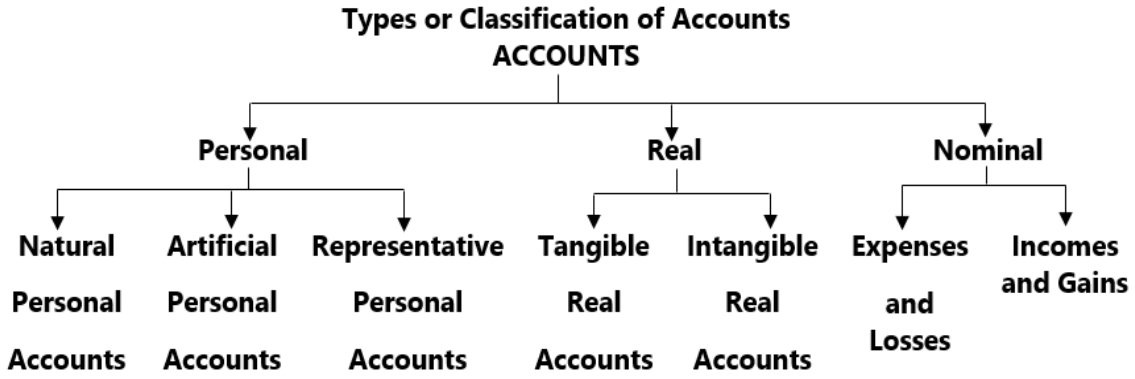 Types or Classification of Accounts
ACCOUNTS
Personal
Real
Nominal
Natural
Personal
Accounts
Artificial
Personal
Accounts
Representative
Personal
Accounts
Tangible
Real
Accounts
Intangible
Real
Accounts
Expenses
and
Losses
Incomes
and Gains